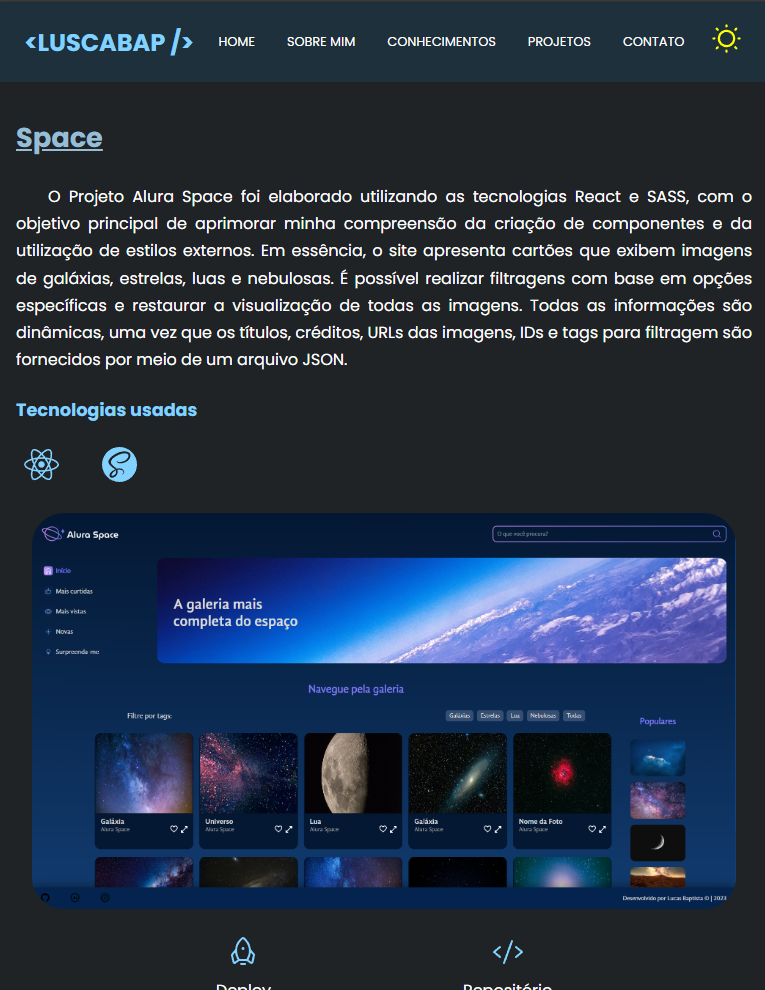 <LUSCABAP />
HOME
SOBRE MIM
CONHECIMENTOS
PROJETOS
CONTATO
Space
O Projeto Alura Space foi elaborado utilizando as tecnologias React e SASS, com o
objetivo principal de aprimorar minha compreensão da criação de componentes e da
utilização de estilos externos. Em essência, o site apresenta cartões que exibem imagens
de galáxias, estrelas, luas e nebulosas. É possível realizar filtragens com base em opções
específicas e restaurar a visualização de todas as imagens. Todas as informações são
dinâmicas, uma vez que os títulos, créditos, URLs das imagens, IDs e tags para filtragem são
fornecidos por meio de um arquivo JSON.
Tecnologias usadas
Alura Space
O que você procura?
Início
Mais curtidas
Mais vistas
Novas
Surpreenda me
A galeria mais
completa do espaço
Navegue pela galeria
Filtre por tags:
Galáxias
Estrelas
Lua
Nebulosas
Todas
Populares
Galáxia
Alura Space
Universo
Alura Space
Lua
Alura Space
Galáxia
Alura Space
Nome da Foto
Alura Space
Desenvolvido por Lucas Baptista © | 2023
Deploy
Repositório